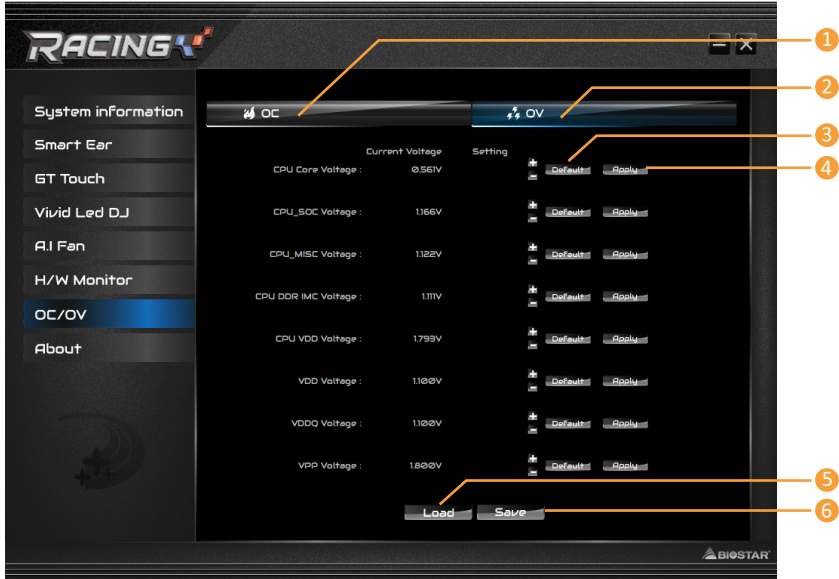 RACING
1
2
System information
OC
OV
3
Smart Ear
Current Voltage Setting
CPU Core Voltage : 0.561V + - Default Apply
4
GT Touch
Vivid Led DJ
CPU_SOC Voltage : 1.166V + - Default Apply
A.I Fan
CPU_MISC Voltage : 1.122V + - Default Apply
H/W Monitor
CPU DDR IMC Voltage : 1.111V + - Default Apply
OC/OV
CPU VDD Voltage : 1.793V + - Default Apply
About
VDD Voltage : 1.100V + - Default Apply
VDDQ Voltage : 1.100V + - Default Apply
VPP Voltage : 1.800V + - Default Apply
5
Load Save
6
BIOSTAR